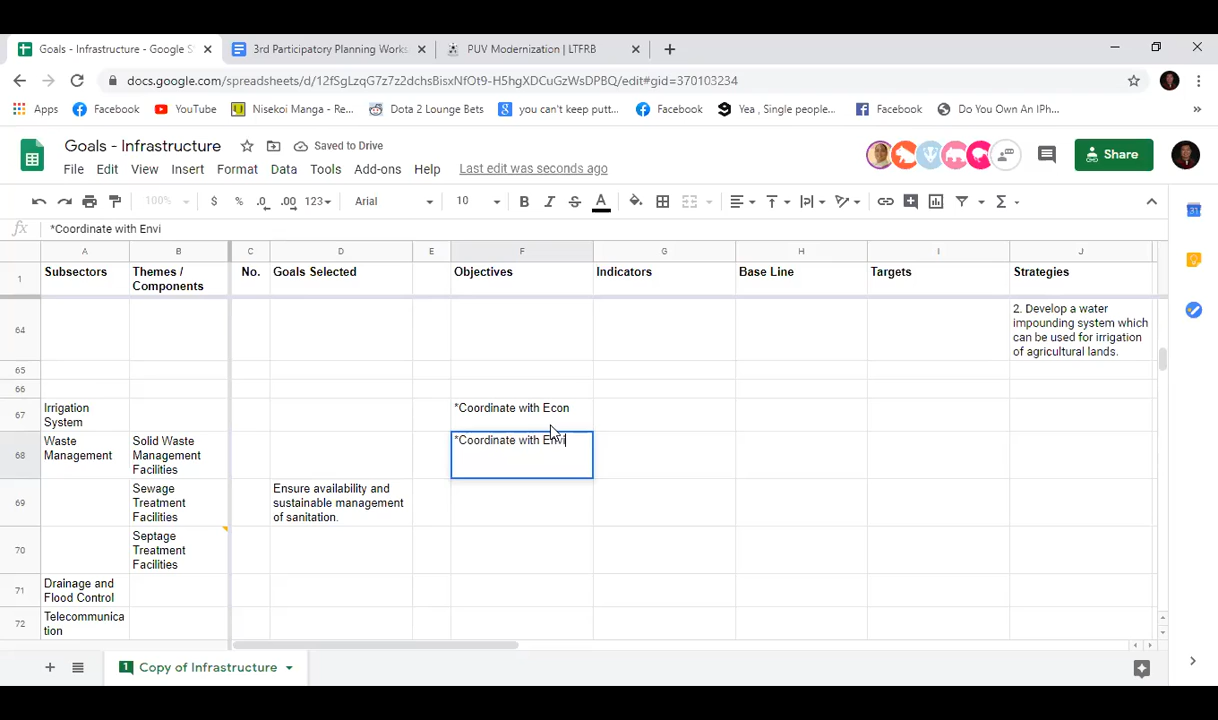 Goals - Infrastructure - Google S
3rd Participatory Planning Works
PUV Modernization | LTFRB
docs.google.com/spreadsheets/d/12fSgLzqG7z7z2dchsBisxNfOt9-H5hgXDCuGzWsDPBQ/edit#gid=370103234
Apps Facebook YouTube Nisekoi Manga - Re... Dota 2 Lounge Bets you can't keep putt... Facebook Yea , Single people... Facebook Do You Own An IPh... »
Goals - Infrastructure Saved to Drive
Share
File Edit View Insert Format Data Tools Add-ons Help Last edit was seconds ago
100% $ % .0 .00 123 Arial 10 B I S A
fx *Coordinate with Envi
A B C D E F G H I J
1 Subsectors Themes / Components No. Goals Selected Objectives Indicators Base Line Targets Strategies
64
2. Develop a water
impounding system which
can be used for irrigation
of agricultural lands.
65
66
67
Irrigation
System
*Coordinate with Econ
68
Waste
Management
Solid Waste
Management
Facilities
*Coordinate with Envi
69
Sewage
Treatment
Facilities
Ensure availability and
sustainable management
of sanitation.
70
Septage
Treatment
Facilities
71
Drainage and
Flood Control
72
Telecommunica
tion
1 Copy of Infrastructure
31